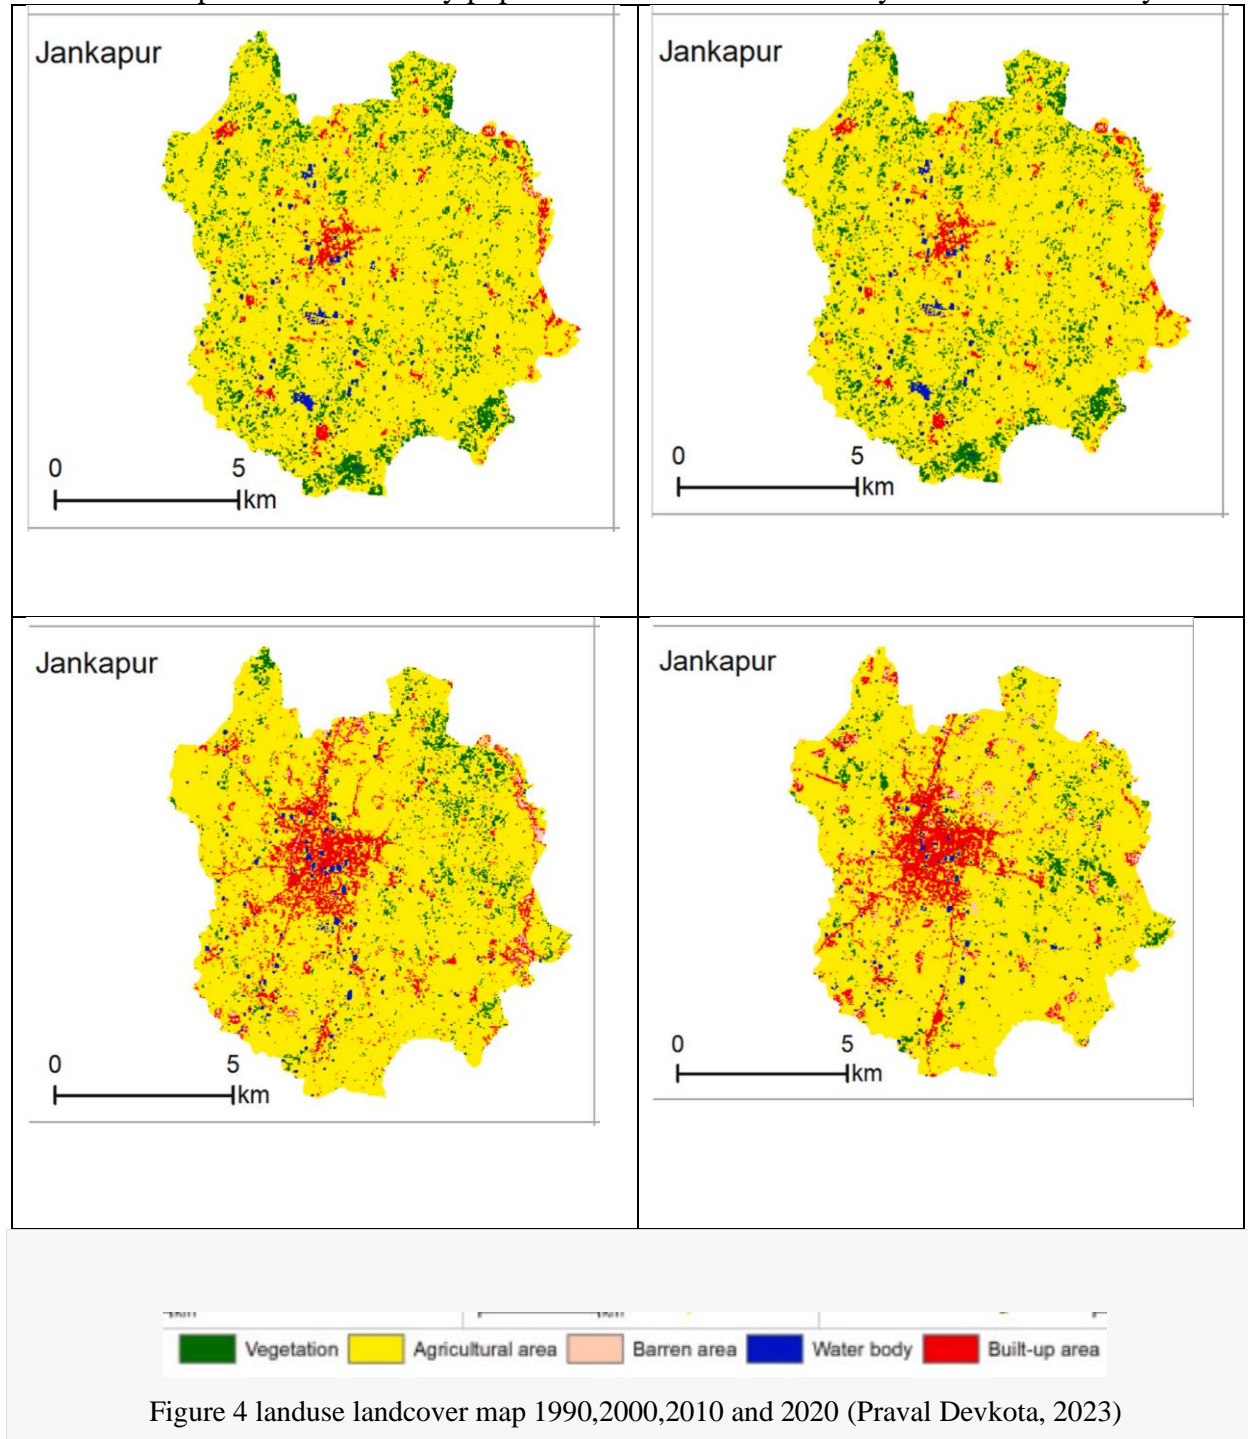 Jankapur
Jankapur
0 5
km
0 5
km
Jankapur
Jankapur
0 5
km
0 5
km
Vegetation Agricultural area Barren area Water body Built-up area
Figure 4 landuse landcover map 1990,2000,2010 and 2020 (Praval Devkota, 2023)